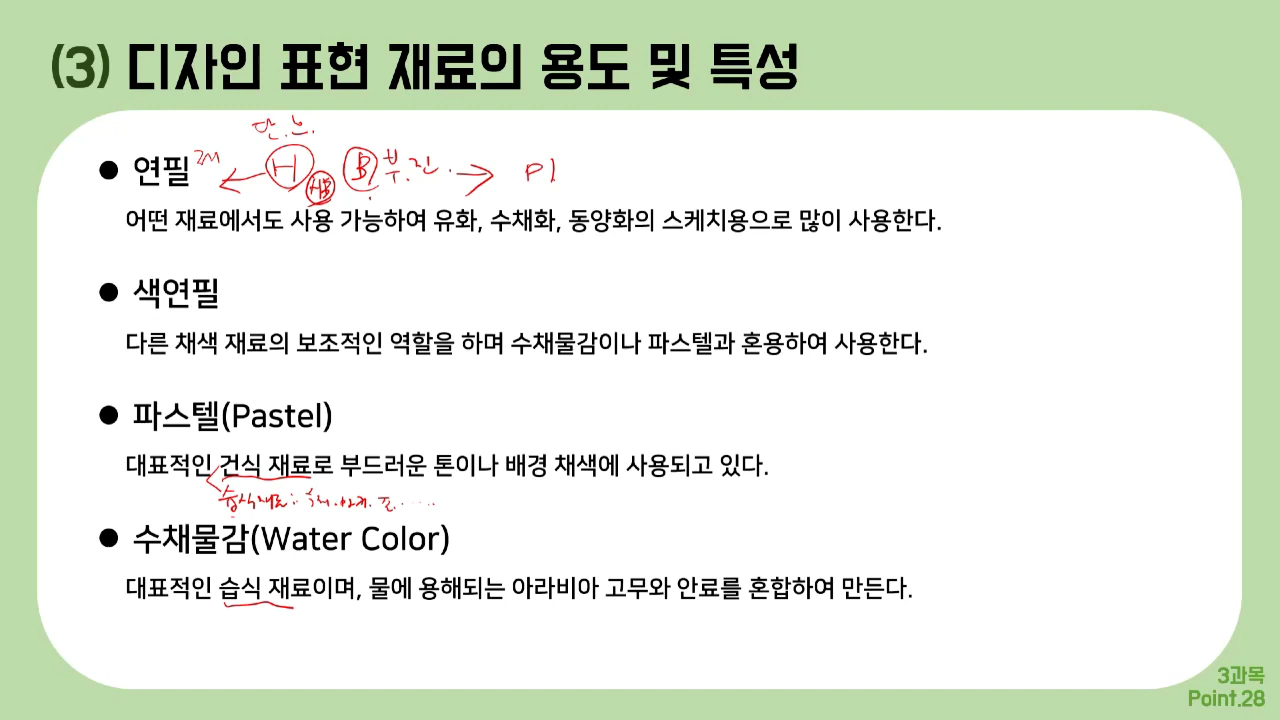 (3) 디자인 표현 재료의 용도 및 특성
● 연필 H HB B
어떤 재료에서도 사용 가능하여 유화, 수채화, 동양화의 스케치용으로 많이 사용한다.
● 색연필
다른 채색 재료의 보조적인 역할을 하며 수채물감이나 파스텔과 혼용하여 사용한다.
● 파스텔(Pastel)
대표적인 건식 재료로 부드러운 톤이나 배경 채색에 사용되고 있다.
습식재료:
● 수채물감(Water Color)
대표적인 습식 재료이며, 물에 용해되는 아라비아 고무와 안료를 혼합하여 만든다.
3과목
Point.28